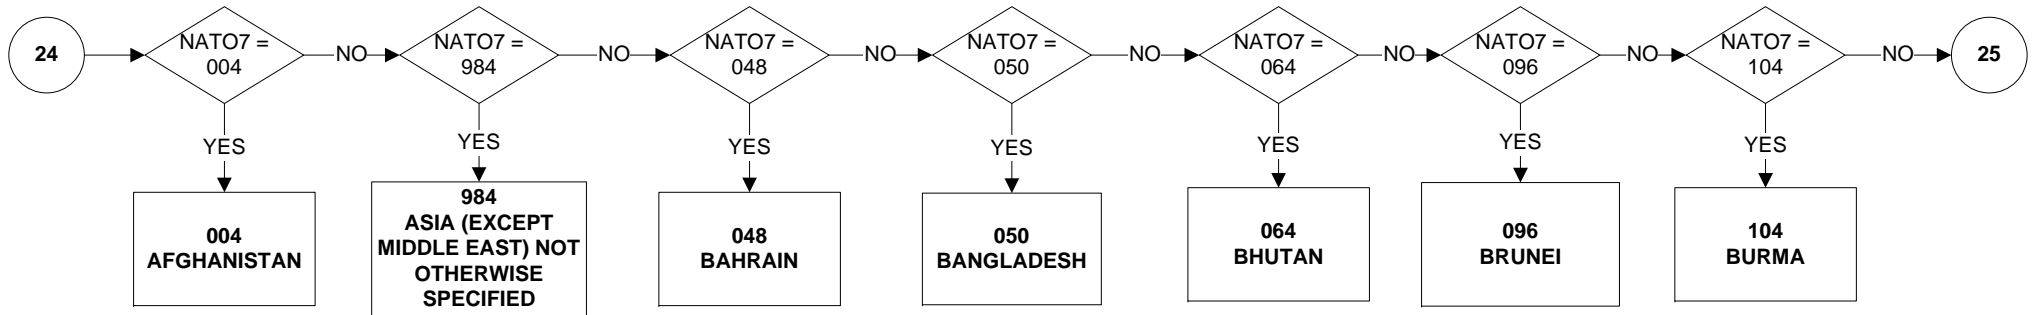 24
NATO7 =
004
NO
NATO7 =
984
NO
NATO7 =
048
NO
NATO7 =
050
NO
NATO7 =
064
NO
NATO7 =
096
NO
NATO7 =
104
NO
25
YES
YES
YES
YES
YES
YES
YES
004
AFGHANISTAN
984
ASIA (EXCEPT
MIDDLE EAST) NOT
OTHERWISE
SPECIFIED
048
BAHRAIN
050
BANGLADESH
064
BHUTAN
096
BRUNEI
104
BURMA